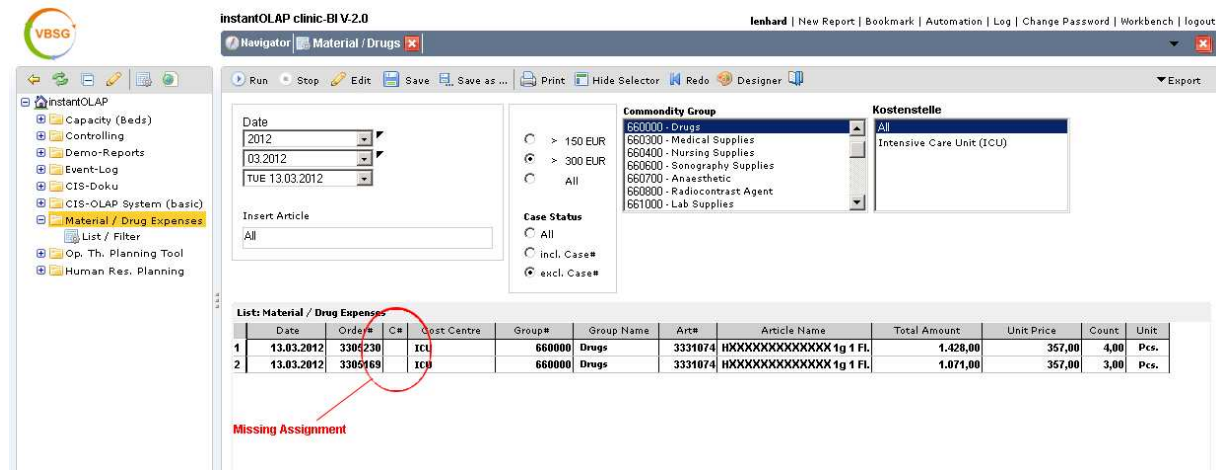 VBSG
instantOLAP clinic-BI V-2.0
lenhard | New Report | Bookmark | Automation | Log | Change Password | Workbench | logout
Navigator Material / Drugs
Run Stop Edit Save Save as ... Print Hide Selector Redo Designer Export
instantOLAP
Capacity (Beds)
Controlling
Demo-Reports
Event-Log
CIS-Doku
CIS-OLAP System (basic)
Material / Drug Expenses
List / Filter
Op. Th. Planning Tool
Human Res. Planning
Date
2012
03.2012
TUE 13.03.2012
Insert Article
All
> 150 EUR
> 300 EUR
All
Case Status
All
incl. Case#
excl. Case#
Commondity Group
660000 - Drugs
660300 - Medical Supplies
660400 - Nursing Supplies
660600 - Sonography Supplies
660700 - Anaesthetic
660800 - Radiocontrast Agent
661000 - Lab Supplies
Kostenstelle
All
Intensive Care Unit (ICU)
List: Material / Drug Expenses
Date Order# C# Cost Centre Group# Group Name Art# Article Name Total Amount Unit Price Count Unit
1 13.03.2012 3305230 ICU 660000 Drugs 3331074 HXXXXXXXXXXXXX 1g 1 Fl. 1.428,00 357,00 4,00 Pcs.
2 13.03.2012 3305169 ICU 660000 Drugs 3331074 HXXXXXXXXXXXXX 1g 1 Fl. 1.071,00 357,00 3,00 Pcs.
Missing Assignment